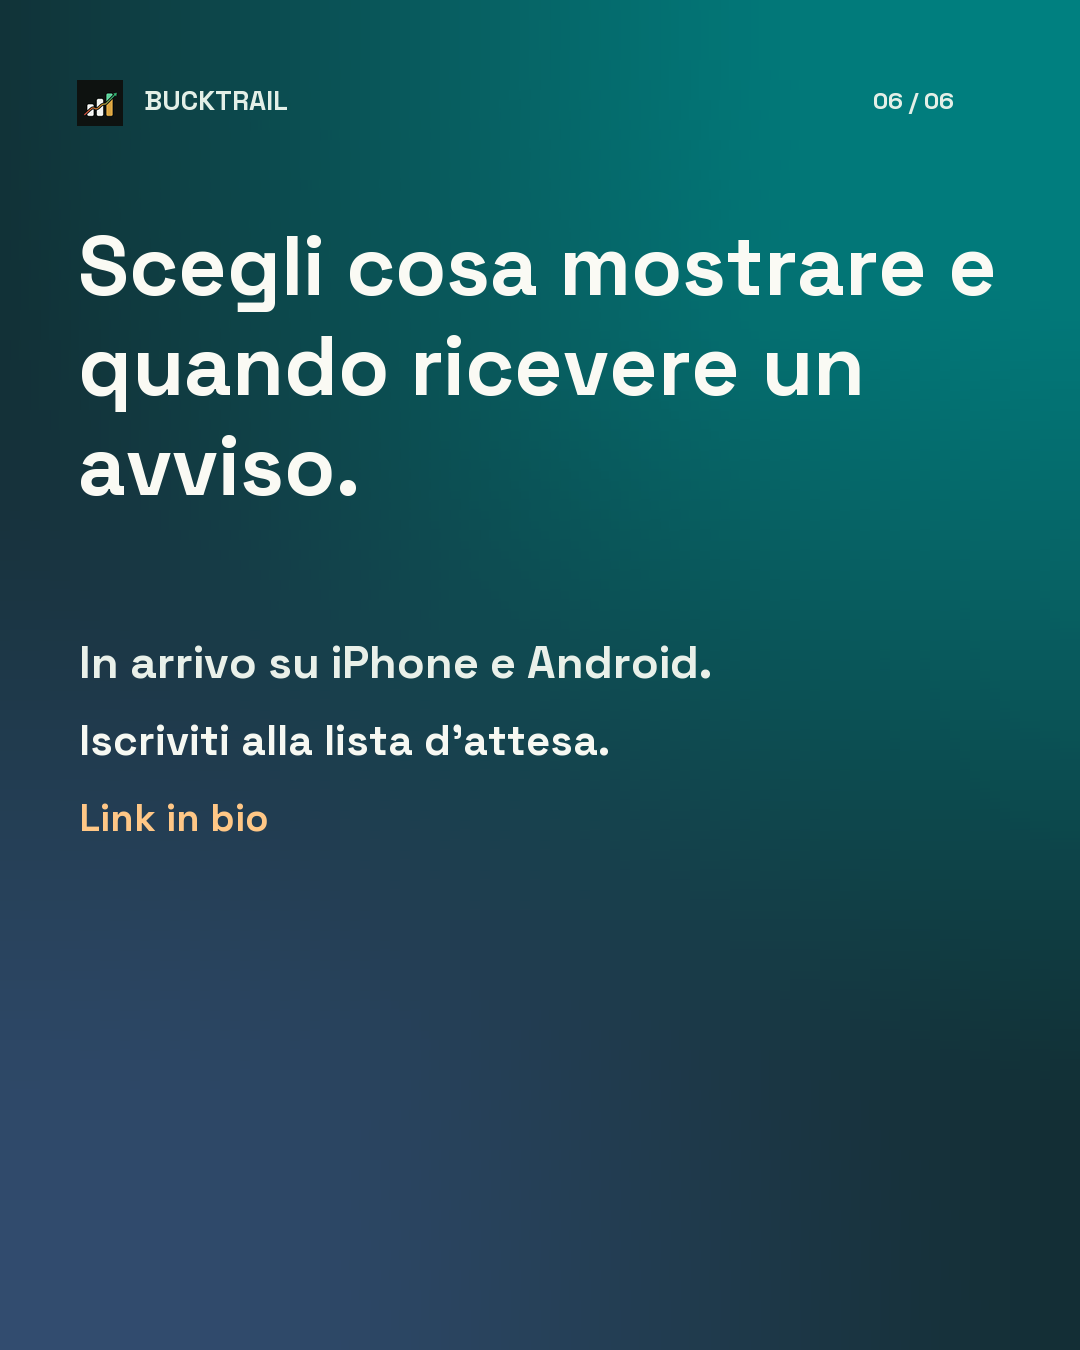 BUCKTRAIL
06 / 06
Scegli cosa mostrare e
quando ricevere un
avviso.
In arrivo su iPhone e Android.
Iscriviti alla lista d’attesa.
Link in bio